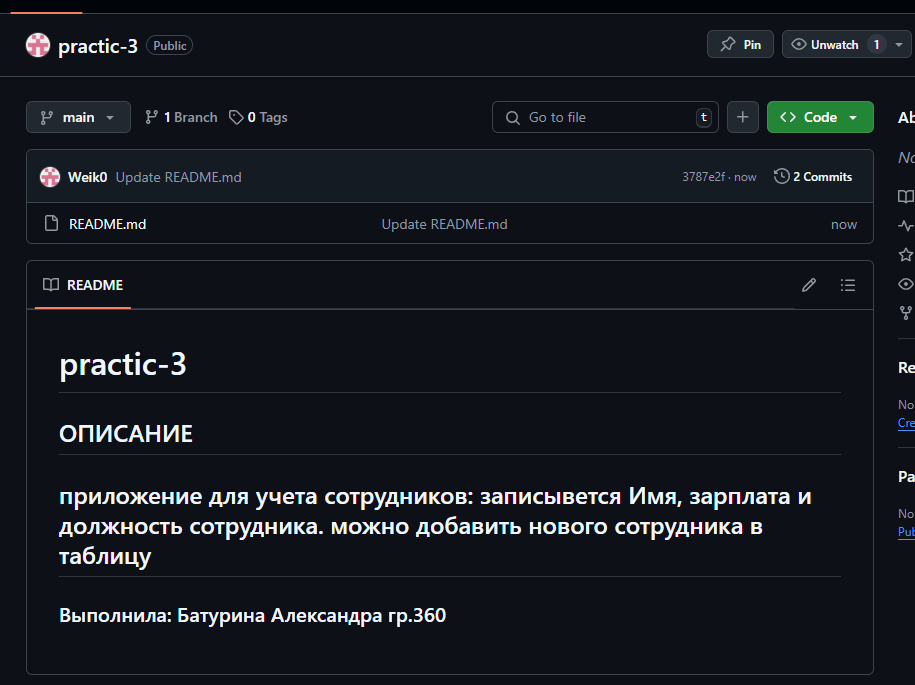 practic-3 Public Pin Unwatch 1
main 1 Branch 0 Tags Go to file t Code
Weik0 Update README.md 3787e2f · now 2 Commits
README.md Update README.md now
README
practic-3
ОПИСАНИЕ
приложение для учета сотрудников: записывется Имя, зарплата и
должность сотрудника. можно добавить нового сотрудника в
таблицу
Выполнила: Батурина Александра гр.360
Ab
No
Re
No
Cre
Pa
No
Pub